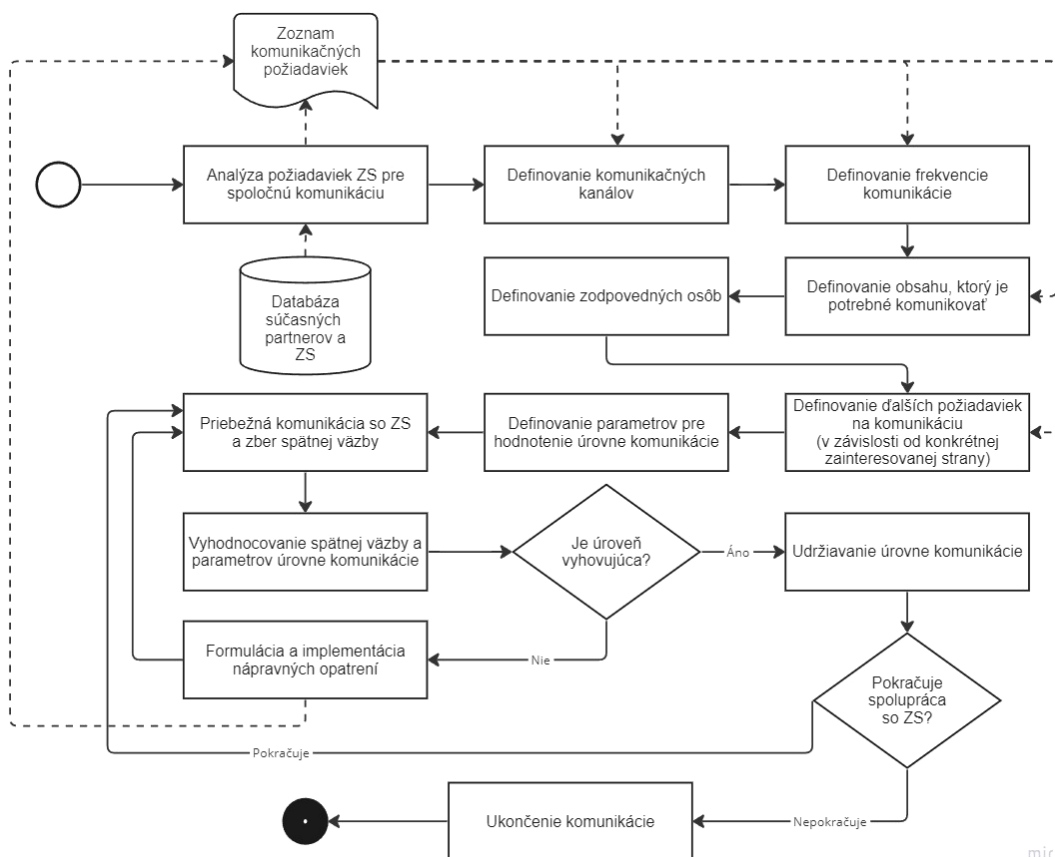 Zoznam
komunikačných
požiadaviek
Analýza požiadaviek ZS pre
spoločnú komunikáciu
Definovanie komunikačných
kanálov
Definovanie frekvencie
komunikácie
Databáza
súčasných
partnerov a
ZS
Definovanie zodpovedných osôb
Definovanie obsahu, ktorý je
potrebné komunikovať
Priebežná komunikácia so ZS
a zber spätnej väzby
Definovanie parametrov pre
hodnotenie úrovne komunikácie
Definovanie ďalších požiadaviek
na komunikáciu
(v závislosti od konkrétnej
zainteresovanej strany)
Vyhodnocovanie spätnej väzby a
parametrov úrovne komunikácie
Je úroveň
vyhovujúca?
Áno
Udržiavanie úrovne komunikácie
Formulácia a implementácia
nápravných opatrení
Nie
Pokračuje
spolupráca
so ZS?
Pokračuje
Ukončenie komunikácie
Nepokračuje